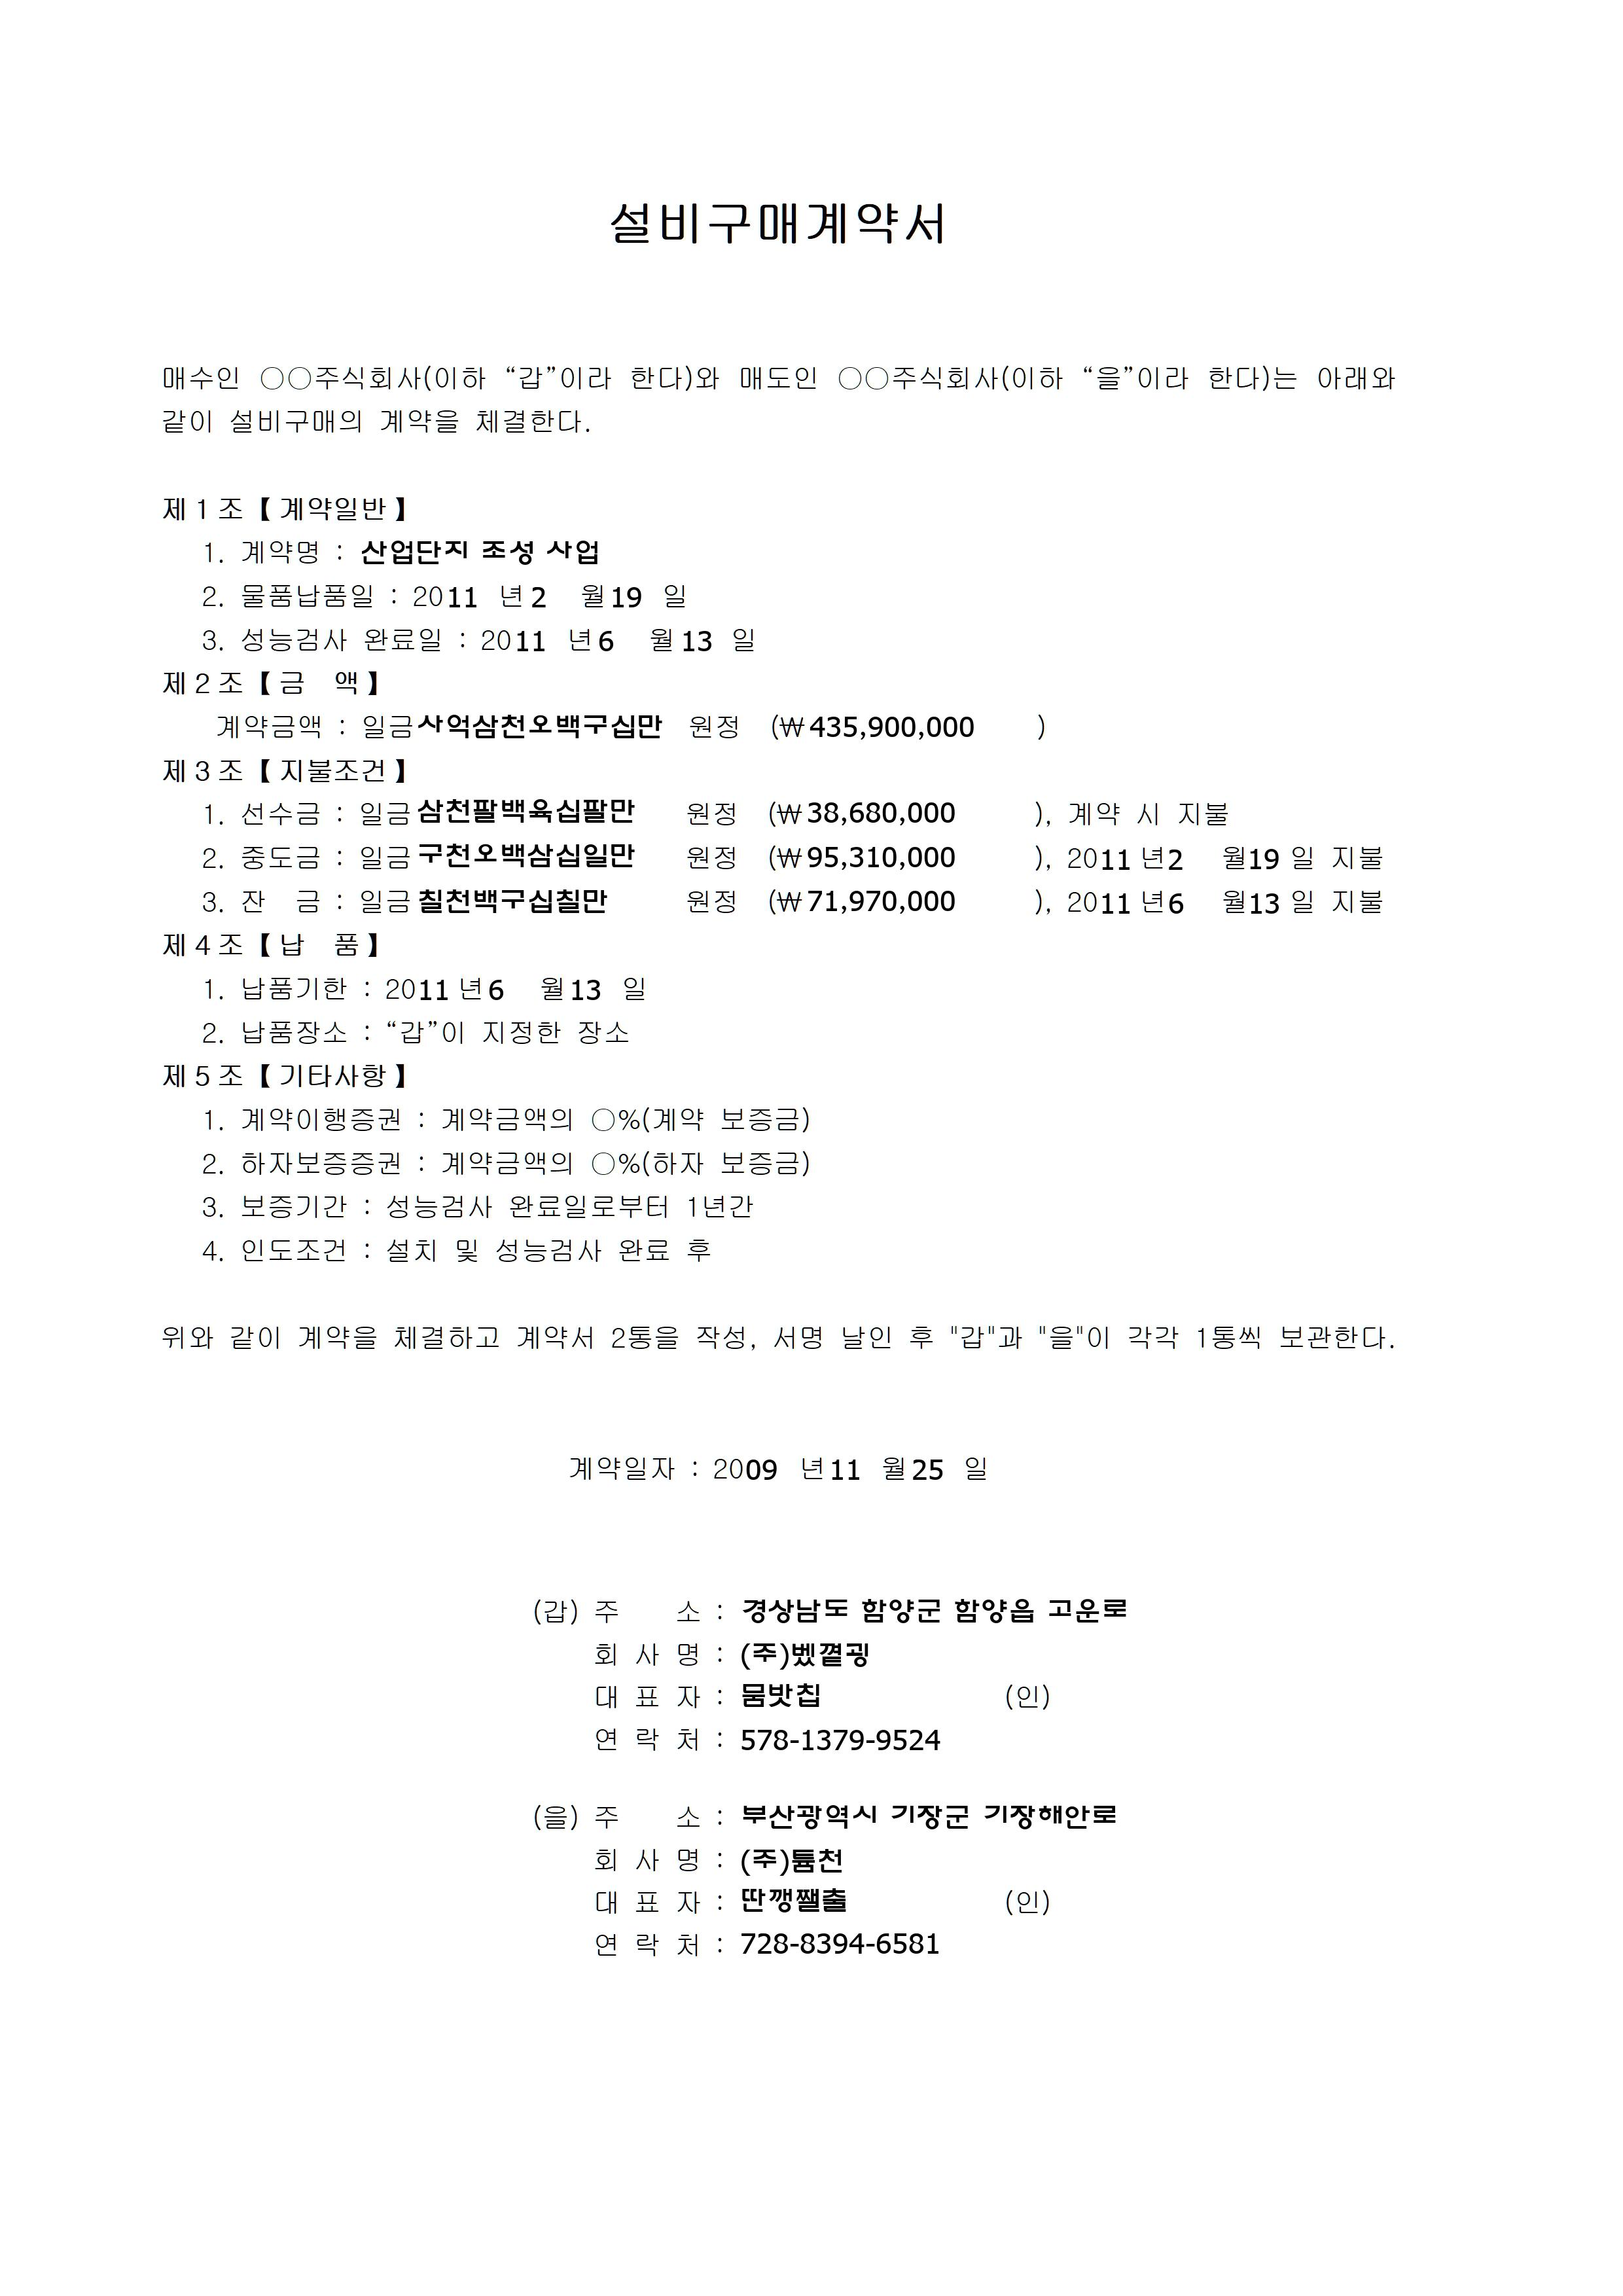 설비구매계약서
매수인 ○○주식회사(이하 “갑”이라 한다)와 매도인 ○○주식회사(이하 “을”이라 한다)는 아래와
같이 설비구매의 계약을 체결한다.
제1조【계약일반】
1. 계약명 : 산업단지 조성 사업
2. 물품납품일 : 2011 년 2 월 19 일
3. 성능검사 완료일 : 2011 년 6 월 13 일
제2조【금 액】
계약금액 : 일금 사억삼천오백구십만 원정 (₩435,900,000 )
제3조【지불조건】
1. 선수금 : 일금 삼천팔백육십팔만 원정 (₩38,680,000 ), 계약 시 지불
2. 중도금 : 일금 구천오백삼십일만 원정 (₩95,310,000 ), 2011 년 2 월 19 일 지불
3. 잔 금 : 일금 칠천백구십칠만 원정 (₩71,970,000 ), 2011 년 6 월 13 일 지불
제4조【납 품】
1. 납품기한 : 2011 년 6 월 13 일
2. 납품장소 : “갑”이 지정한 장소
제5조【기타사항】
1. 계약이행증권 : 계약금액의 ○%(계약 보증금)
2. 하자보증증권 : 계약금액의 ○%(하자 보증금)
3. 보증기간 : 성능검사 완료일로부터 1년간
4. 인도조건 : 설치 및 성능검사 완료 후
위와 같이 계약을 체결하고 계약서 2통을 작성, 서명 날인 후 "갑"과 "을"이 각각 1통씩 보관한다.
계약일자 : 2009 년 11 월 25 일
(갑) 주 소 : 경상남도 함양군 함양읍 고운로
회 사 명 :
대 표 자 : 뭄밧칩 (인)
연 락 처 : 578-1379-9524
(을) 주 소 : 부산광역시 기장군 기장해안로
회 사 명 : (주)튬천
대 표 자 : 딴깽쨀출 (인)
연 락 처 : 728-8394-6581